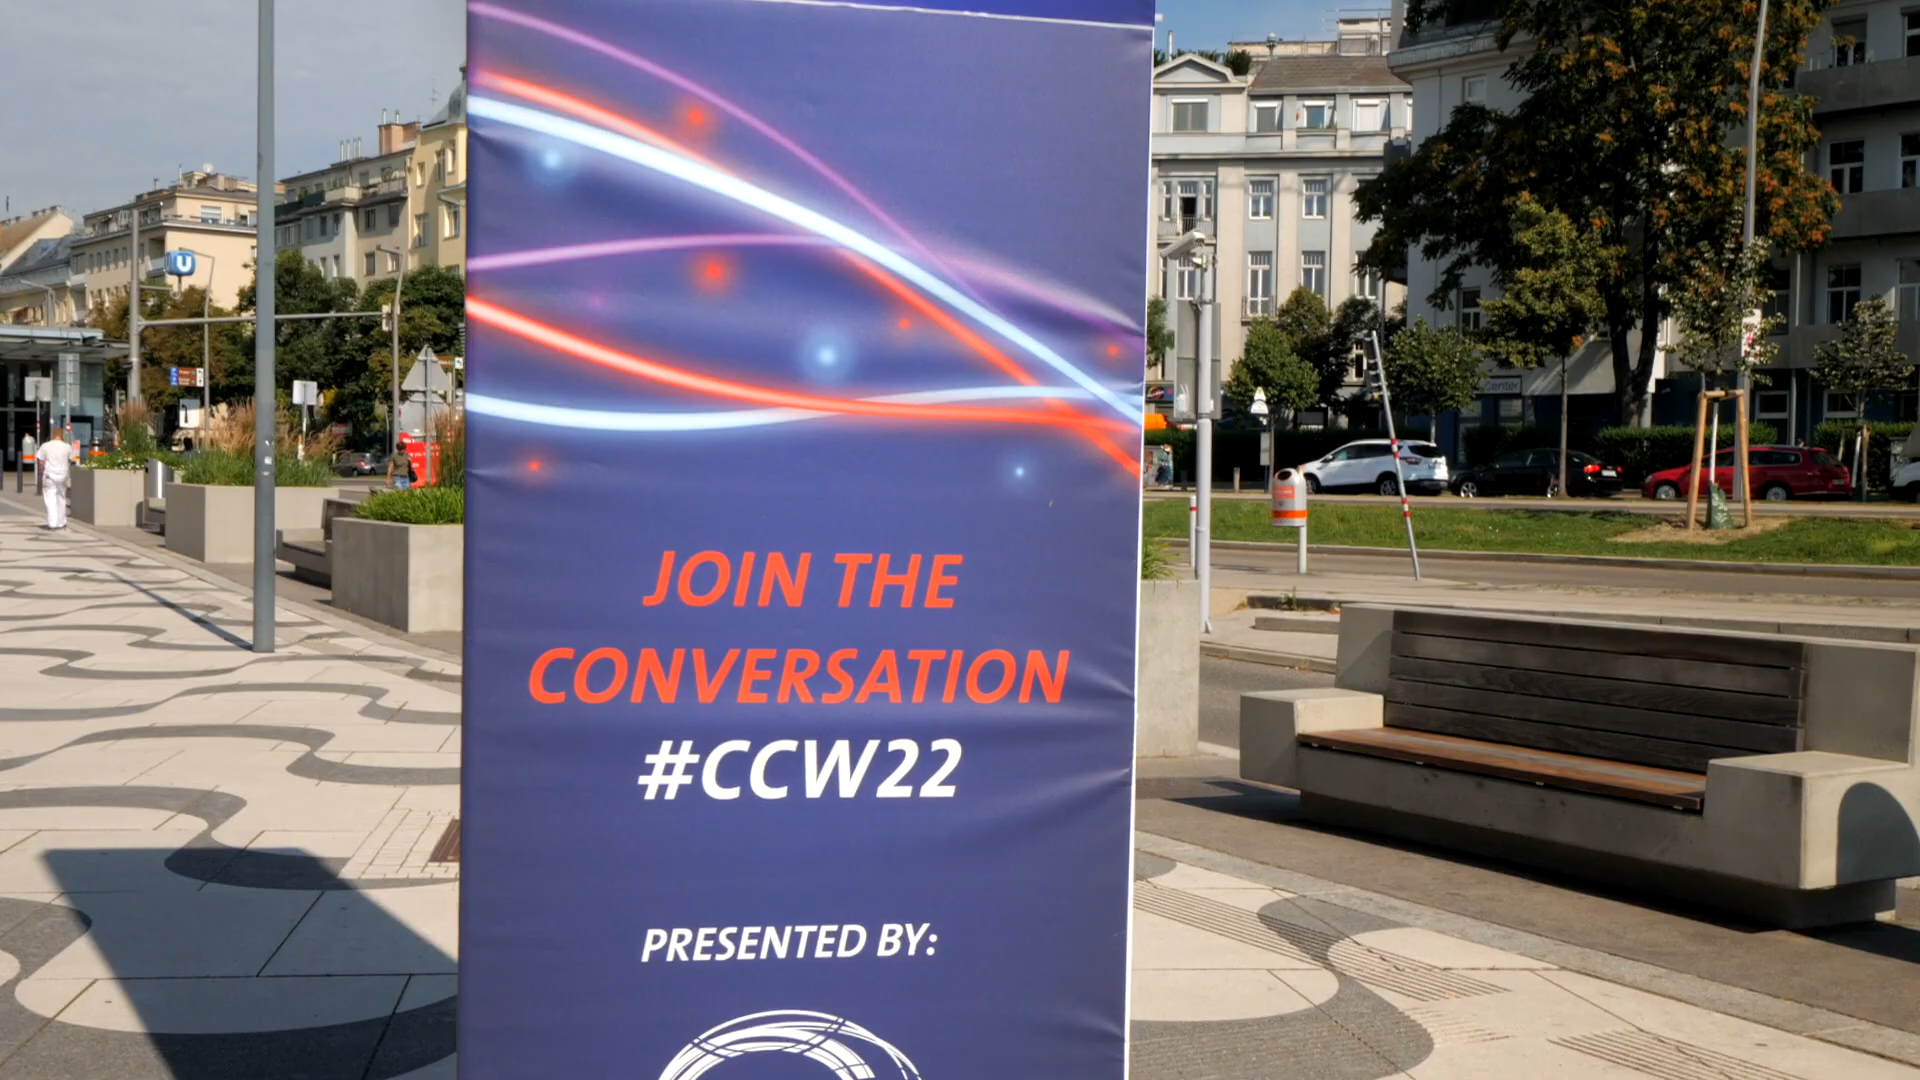 U
JOIN THE
CONVERSATION
#CCW22
PRESENTED BY: